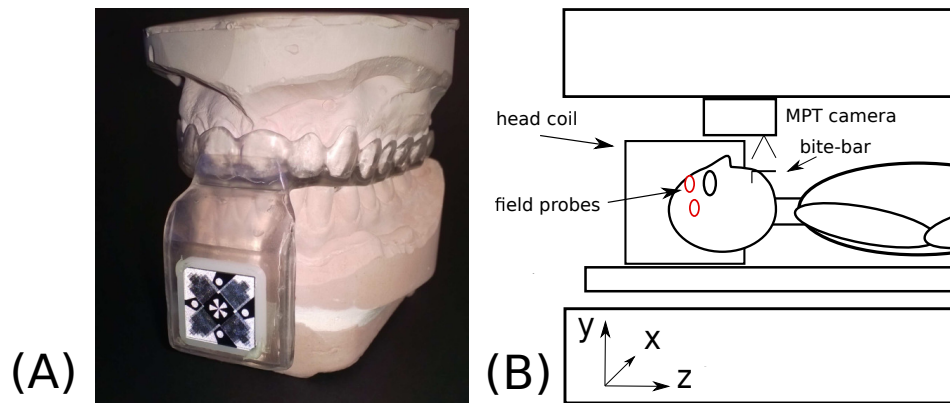 (A)
head coil
MPT camera
bite-bar
field probes
y
x
z
(B)